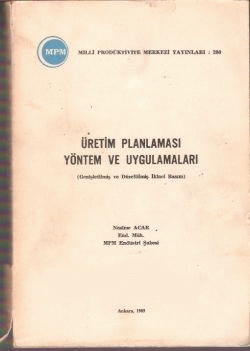 MPM
MİLLİ PRODÜKTİVİTE MERKEZİ YAYINLARI : 280
ÜRETİM PLANLAMASI
YÖNTEM VE UYGULAMALARI
(Genişletilmiş ve Düzeltilmiş İkinci Basım)
Nesime ACAR
End. Müh.
MPM Endüstri Şubesi
Ankara, 1983